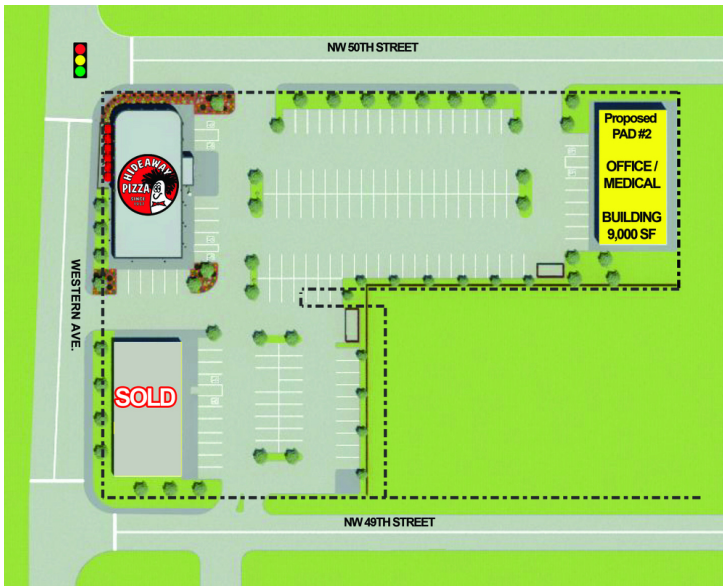 NW 50TH STREET
HIDEAWAY
PIZZA
SINCE
Proposed
PAD #2
OFFICE /
MEDICAL
BUILDING
9,000 SF
WESTERN AVE.
SOLD
NW 49TH STREET